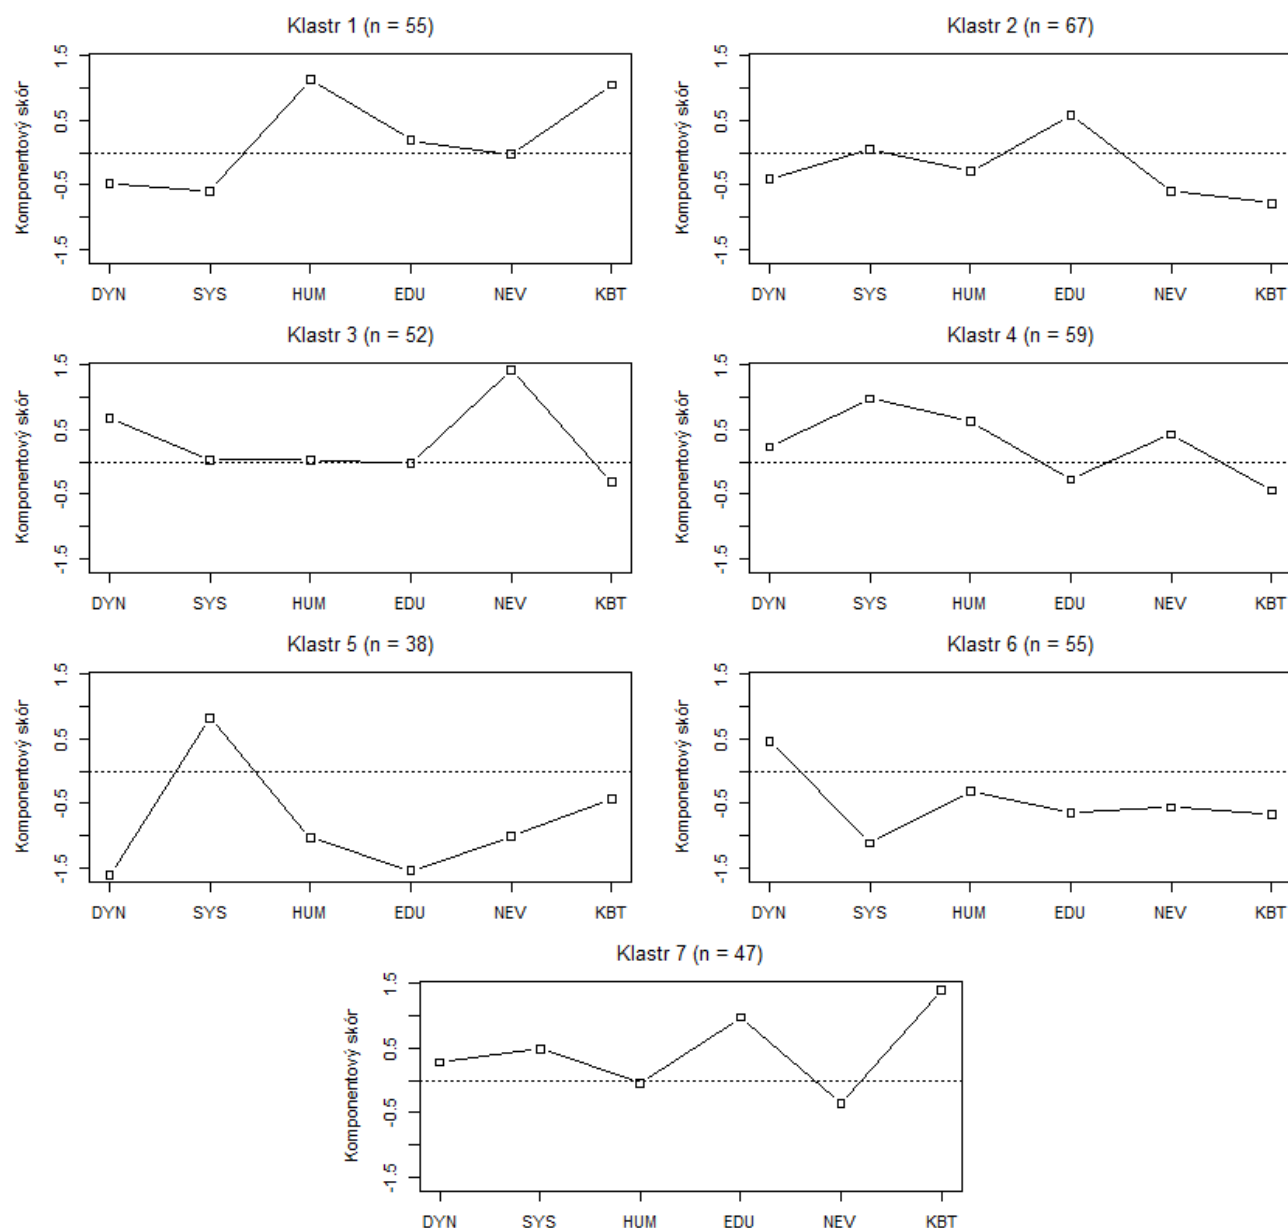 Klastr 1 (n = 55)
Komponentový skór
1.5
0.5
-0.5
-1.5
DYN SYS HUM EDU NEV KBT
Klastr 2 (n = 67)
Komponentový skór
1.5
0.5
-0.5
-1.5
DYN SYS HUM EDU NEV KBT
Klastr 3 (n = 52)
Komponentový skór
1.5
0.5
-0.5
-1.5
DYN SYS HUM EDU NEV KBT
Klastr 4 (n = 59)
Komponentový skór
1.5
0.5
-0.5
-1.5
DYN SYS HUM EDU NEV KBT
Klastr 5 (n = 38)
Komponentový skór
1.5
0.5
-0.5
-1.5
DYN SYS HUM EDU NEV KBT
Klastr 6 (n = 55)
Komponentový skór
1.5
0.5
-0.5
-1.5
DYN SYS HUM EDU NEV KBT
Klastr 7 (n = 47)
Komponentový skór
1.5
0.5
-0.5
-1.5
DYN SYS HUM EDU NEV KBT